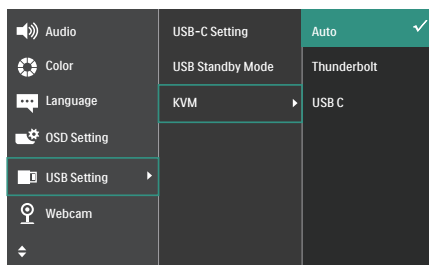 Audio
Color
Language
OSD Setting
USB Setting
Webcam
USB-C Setting
USB Standby Mode
KVM
Auto
Thunderbolt
USB C